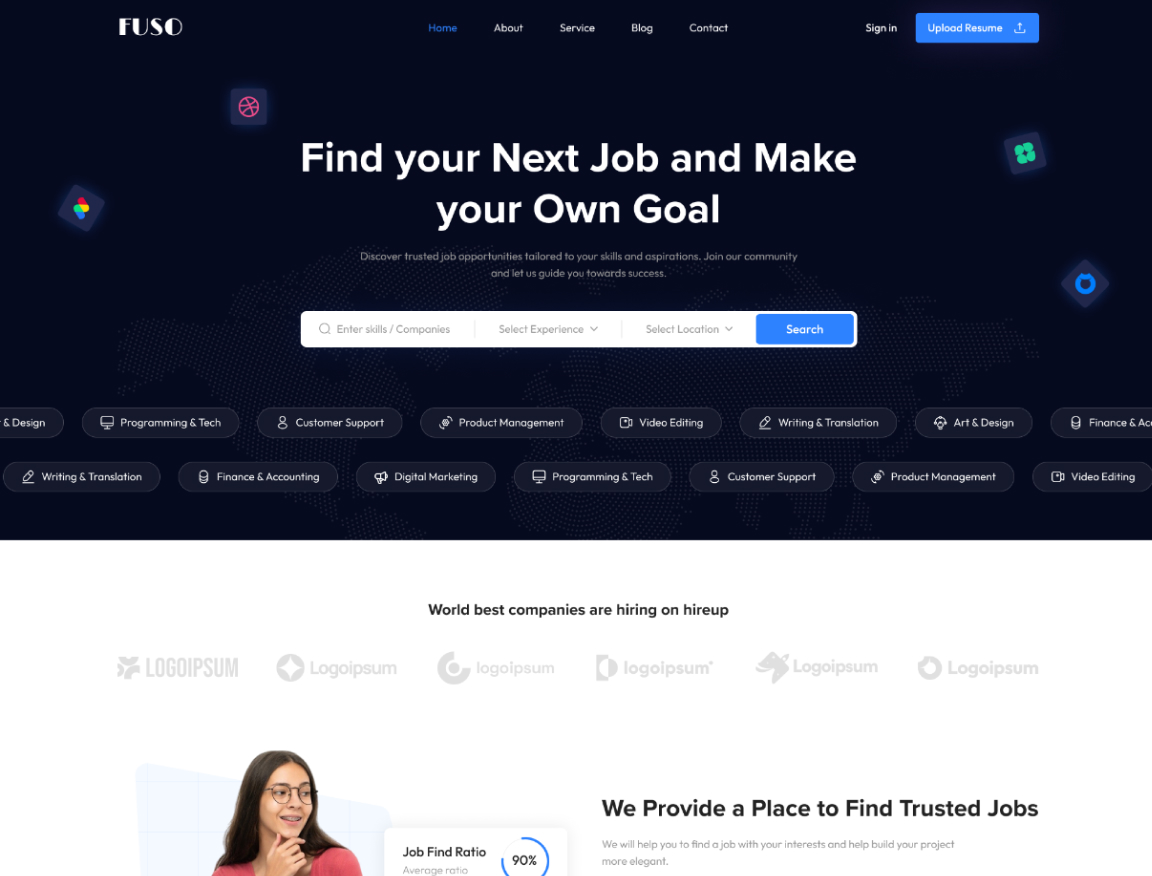 FUSO
Home
About
Service
Blog
Contact
Sign in
Upload Resume
Find your Next Job and Make
your Own Goal
Discover trusted job opportunities tailored to your skills and aspirations. Join our community
and let us guide you towards success.
Enter skills / Companies
Select Experience
Select Location
Search
& Design
Programming & Tech
Customer Support
Product Management
Video Editing
Writing & Translation
Art & Design
Finance & Acc
Writing & Translation
Finance & Accounting
Digital Marketing
Programming & Tech
Customer Support
Product Management
Video Editing
World best companies are hiring on hireup
LOGOIPSUM
Logoipsum
logoipsum
logoipsum
Logoipsum
Logoipsum
We Provide a Place to Find Trusted Jobs
We will help you to find a job with your interests and help build your project
more elegant.
Job Find Ratio
Average ratio
90%